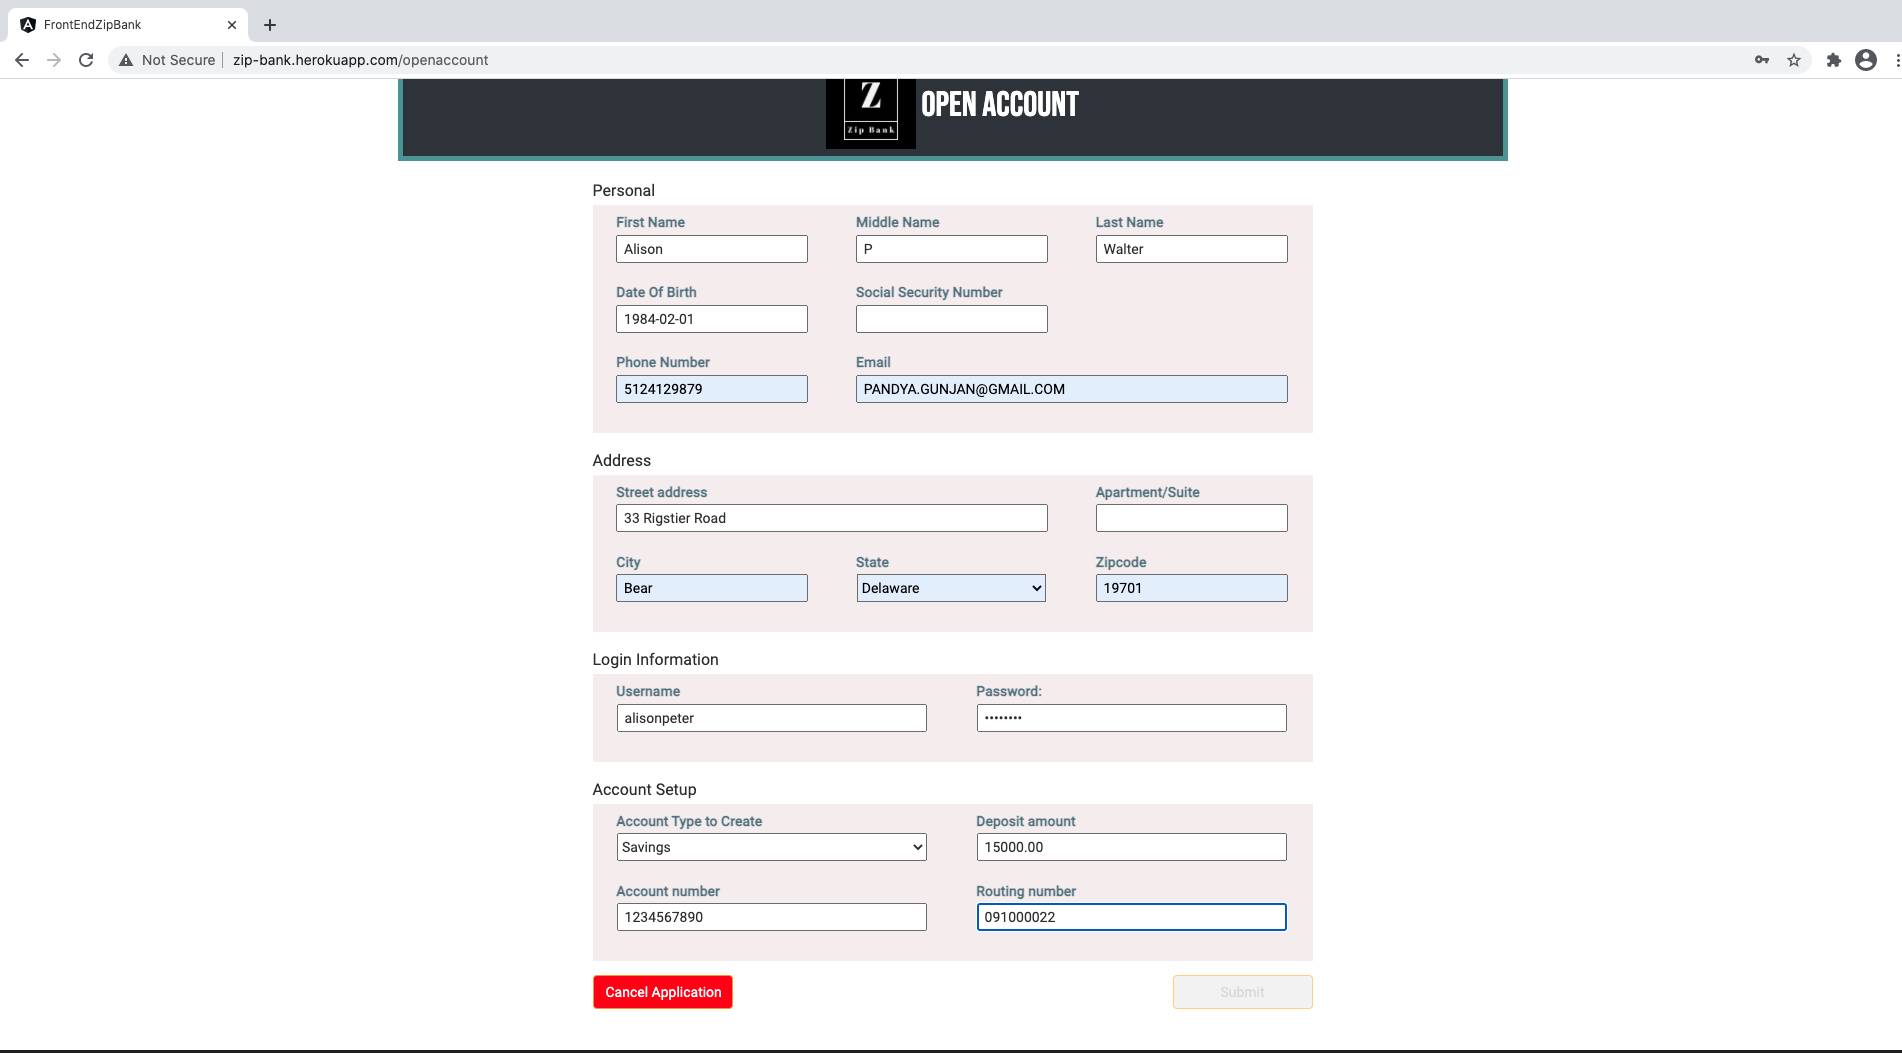 FrontEndZipBank
Not Secure zip-bank.herokuapp.com/openaccount
Z
Zip Bank
OPEN ACCOUNT
Personal
First Name Middle Name Last Name
Alison P Walter
Date Of Birth Social Security Number
1984-02-01
Phone Number Email
5124129879 PANDYA.GUNJAN@GMAIL.COM
Address
Street address Apartment/Suite
33 Rigstier Road
City State Zipcode
Bear Delaware 19701
Login Information
Username Password:
alisonpeter ••••••••
Account Setup
Account Type to Create Deposit amount
Savings 15000.00
Account number Routing number
1234567890 091000022
Cancel Application Submit